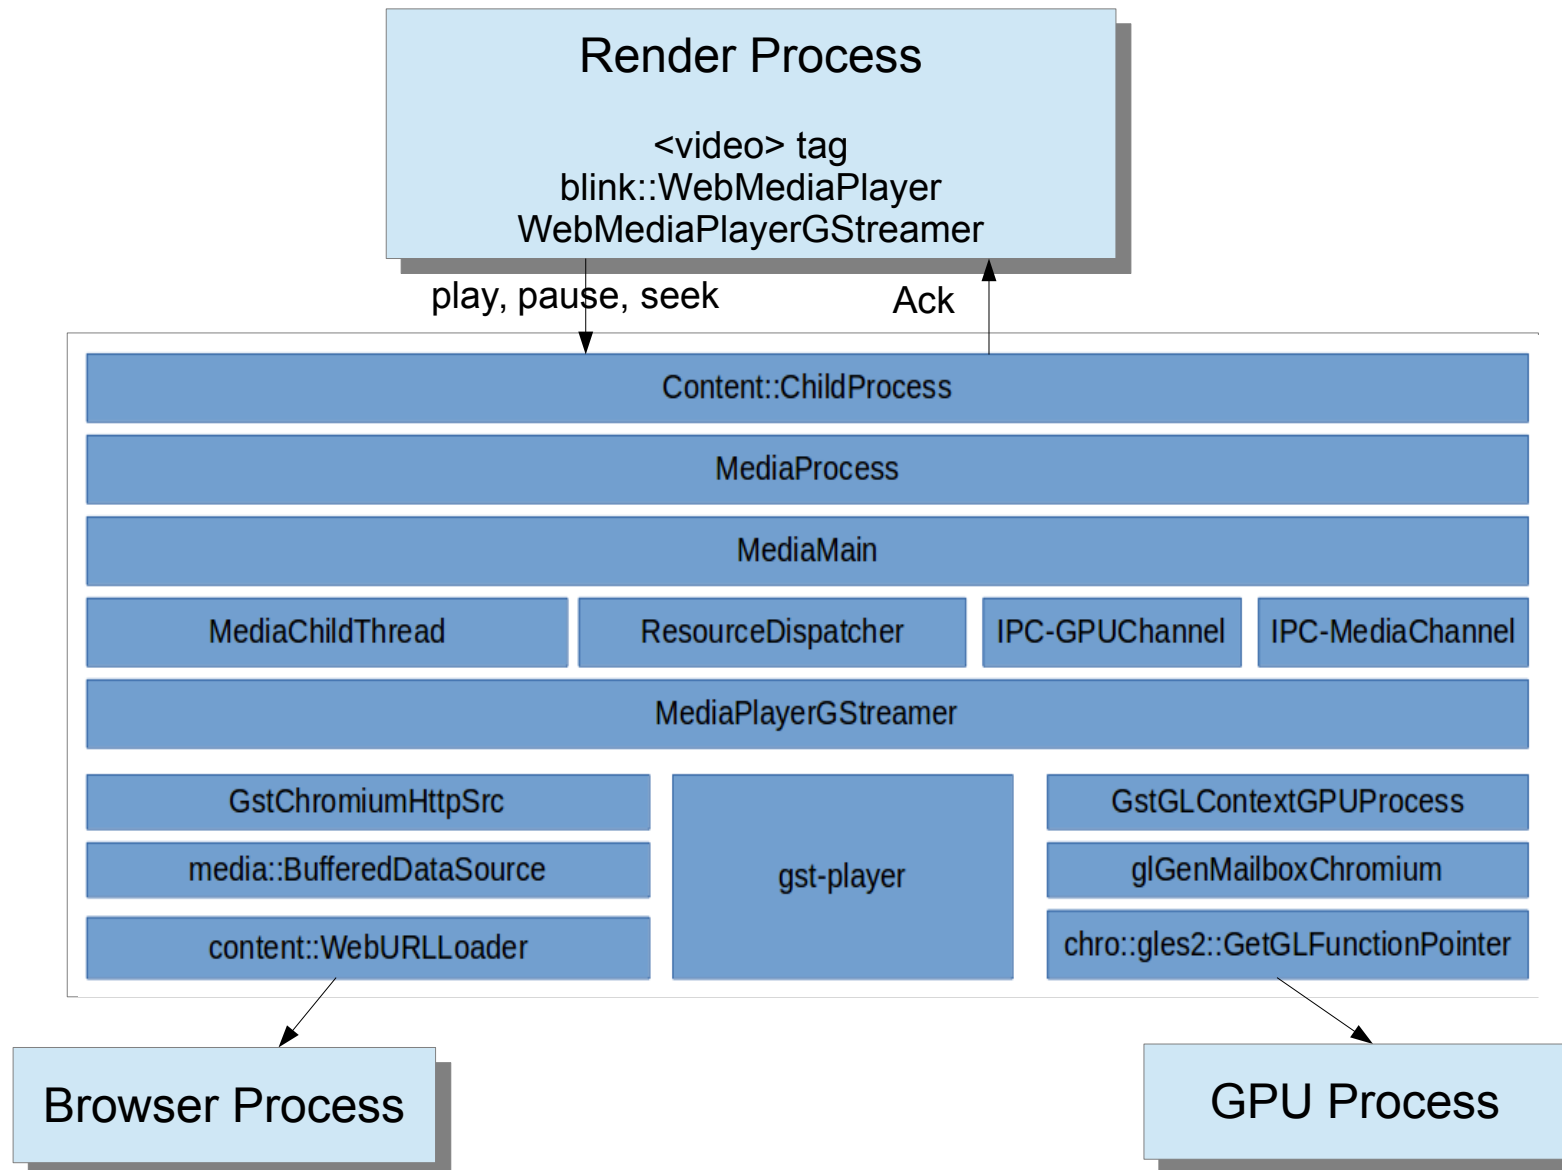 Render Process
<video> tag
blink::WebMediaPlayer
WebMediaPlayerGStreamer
play, pause, seek
Ack
Content::ChildProcess
MediaProcess
MediaMain
MediaChildThread
ResourceDispatcher
IPC-GPUChannel
IPC-MediaChannel
MediaPlayerGStreamer
GstChromiumHttpSrc
media::BufferedDataSource
content::WebURLLoader
gst-player
GstGLContextGPUProcess
glGenMailboxChromium
chro::gles2::GetGLFunctionPointer
Browser Process
GPU Process